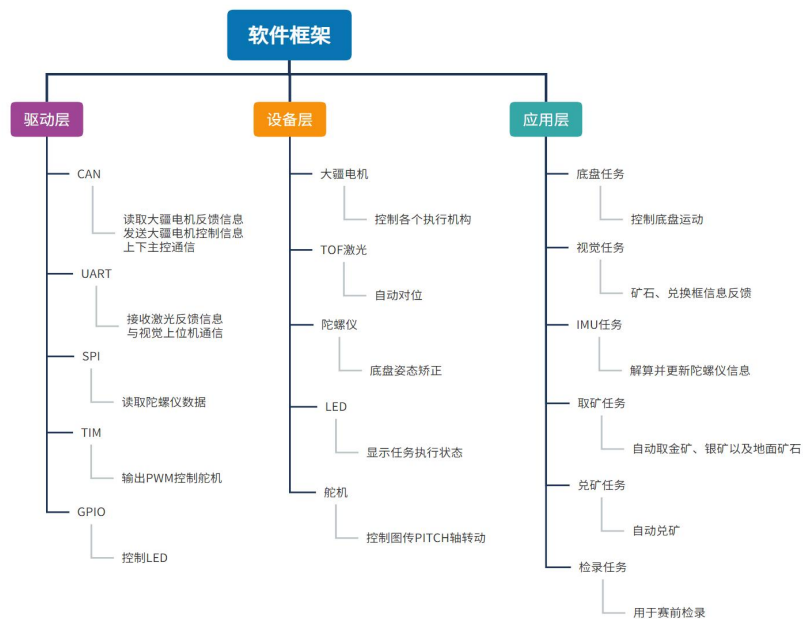 软件框架
驱动层
CAN
读取大疆电机反馈信息
发送大疆电机控制信息
上下主控通信
UART
接收激光反馈信息
与视觉上位机通信
SPI
读取陀螺仪数据
TIM
输出PWM控制舵机
GPIO
控制LED
设备层
大疆电机
控制各个执行机构
TOF激光
自动对位
陀螺仪
底盘姿态矫正
LED
显示任务执行状态
舵机
控制图传PITCH轴转动
应用层
底盘任务
控制底盘运动
视觉任务
矿石、兑换框信息反馈
IMU任务
解算并更新陀螺仪信息
取矿任务
自动取金矿、银矿以及地面矿石
兑矿任务
自动兑矿
检录任务
用于赛前检录